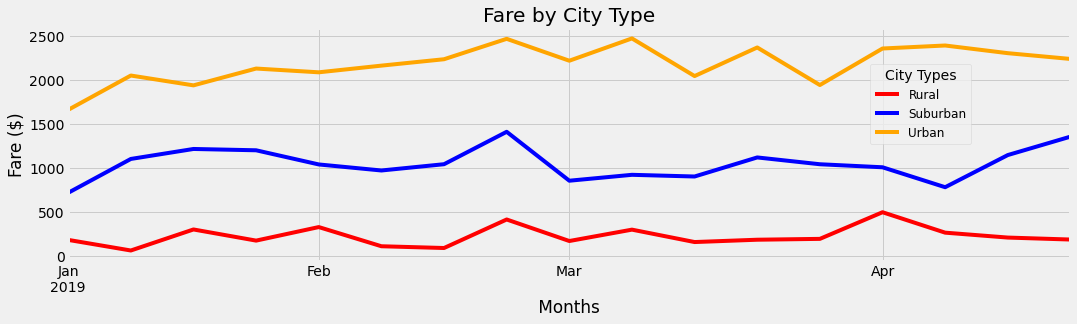 Fare by City Type
Fare ($)
2500
2000
1500
1000
500
0
City Types
Rural
Suburban
Urban
Jan Feb Mar Apr
2019
Months